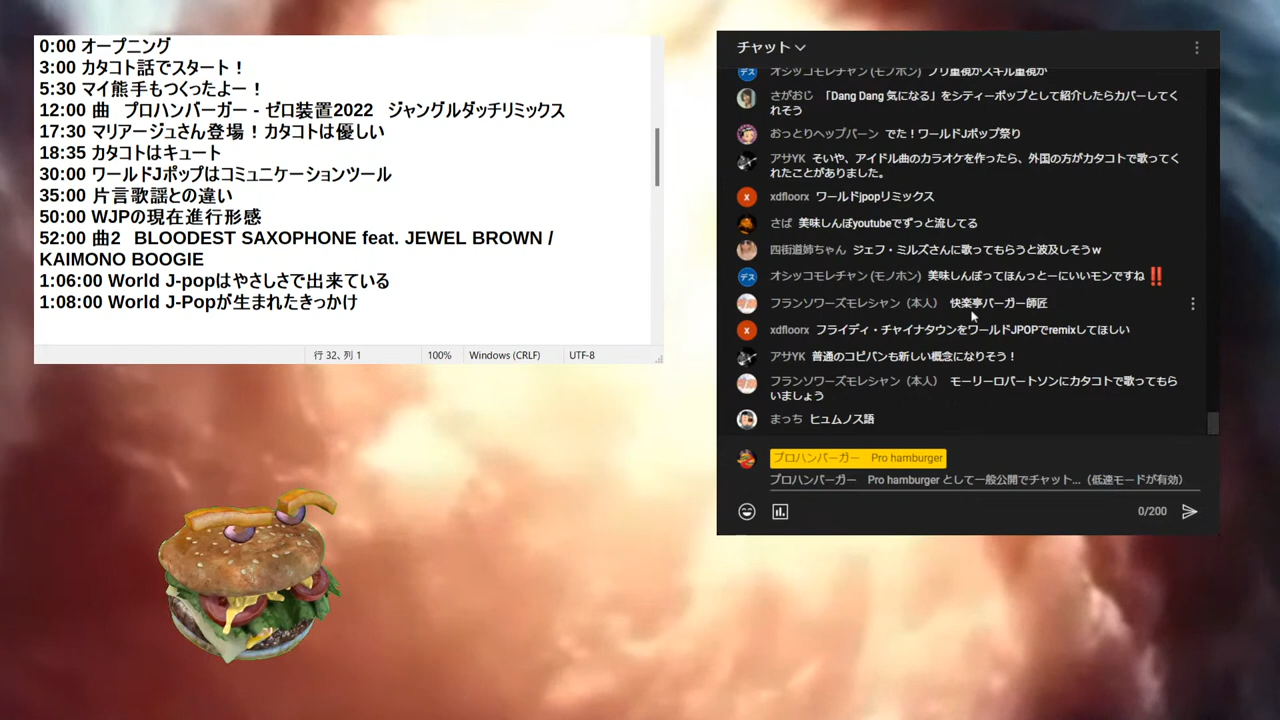 0:00 オープニング
3:00 カタコト話でスタート！
5:30 マイ熊手もつくったよー！
12:00 曲　プロハンバーガー - ゼロ装置2022　ジャングルダッチリミックス
17:30 マリアージュさん登場！カタコトは優しい
18:35 カタコトはキュート
30:00 ワールドJポップはコミュニケーションツール
35:00 片言歌謡との違い
50:00 WJPの現在進行形感
52:00 曲2　BLOODEST SAXOPHONE feat. JEWEL BROWN /
KAIMONO BOOGIE
1:06:00 World J-popはやさしさで出来ている
1:08:00 World J-Popが生まれたきっかけ
行 32、列 1
100%
Windows (CRLF)
UTF-8
チャット
デス オシッコモレチャン (モノホン) ノリ重視かスキル重視か
さがおじ 「Dang Dang 気になる」をシティーポップとして紹介したらカバーしてく
れそう
おっとりヘップバーン でた！ワールドJポップ祭り
アサYK そいや、アイドル曲のカラオケを作ったら、外国の方がカタコトで歌ってく
れたことがありました。
x xdfloorx ワールドjpopリミックス
さば 美味しんぼyoutubeでずっと流してる
四街道姉ちゃん ジェフ・ミルズさんに歌ってもらうと波及しそうｗ
デス オシッコモレチャン (モノホン) 美味しんぼってほんっとーにいいモンですね‼
フランソワーズモレシャン（本人） 快楽亭バーガー師匠
x xdfloorx フライディ・チャイナタウンをワールドJPOPでremixしてほしい
アサYK 普通のコピバンも新しい概念になりそう！
フランソワーズモレシャン（本人） モーリーロバートソンにカタコトで歌ってもら
いましょう
まっち ヒュムノス語
プロハンバーガー　Pro hamburger
プロハンバーガー　Pro hamburger として一般公開でチャット...（低速モードが有効）
0/200